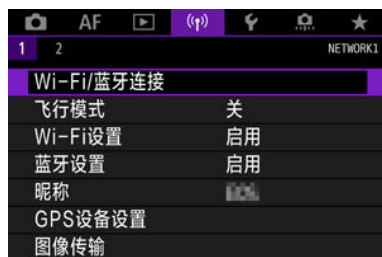 AF
1 2 NETWORK1
Wi-Fi/蓝牙连接
飞行模式 关
Wi-Fi设置 启用
蓝牙设置 启用
昵称
GPS设备设置
图像传输